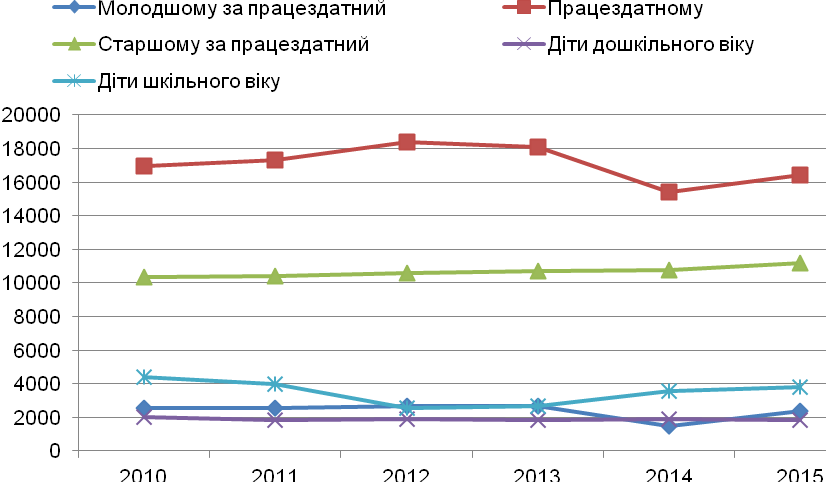 Молодшому за працездатний
Працездатному
Старшому за працездатний
Діти дошкільного віку
Діти шкільного віку
20000
18000
16000
14000
12000
10000
8000
6000
4000
2000
0
2010 2011 2012 2013 2014 2015